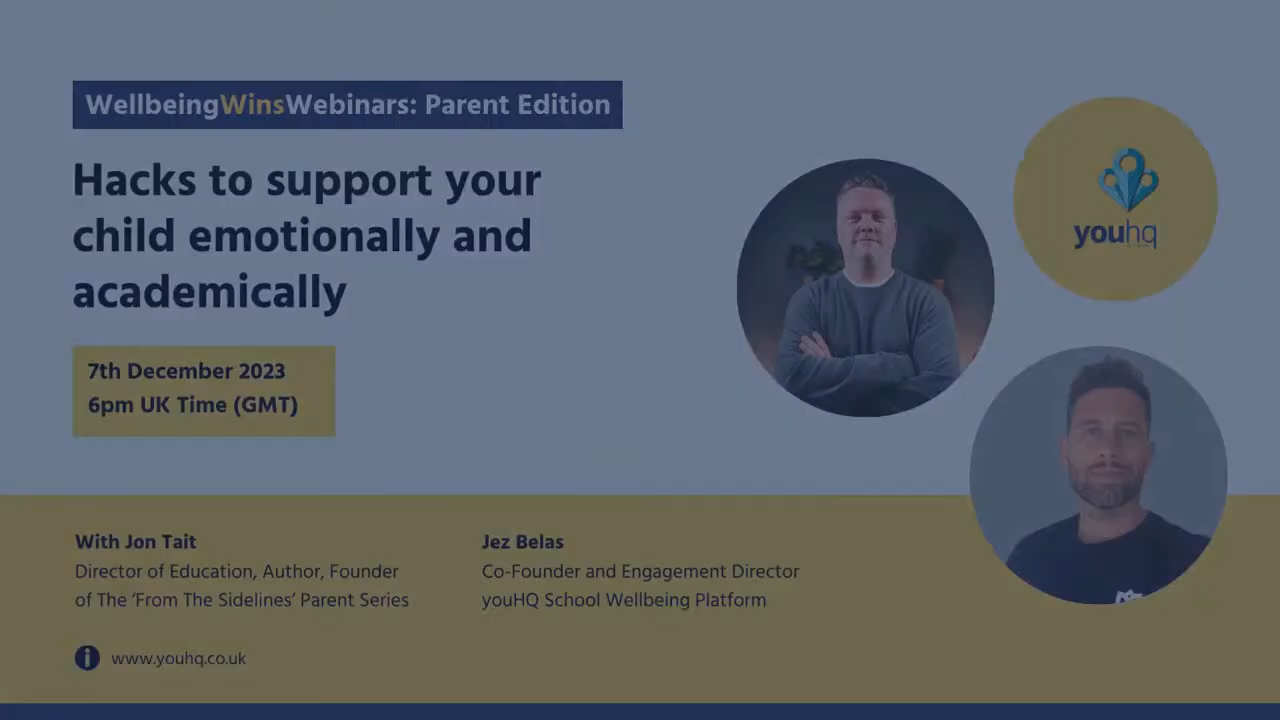 WellbeingWinsWebinars: Parent Edition
Hacks to support your
child emotionally and
academically
7th December 2023
6pm UK Time (GMT)
youhq
With Jon Tait
Director of Education, Author, Founder
of The ‘From The Sidelines’ Parent Series
Jez Belas
Co-Founder and Engagement Director
youHQ School Wellbeing Platform
www.youhq.co.uk